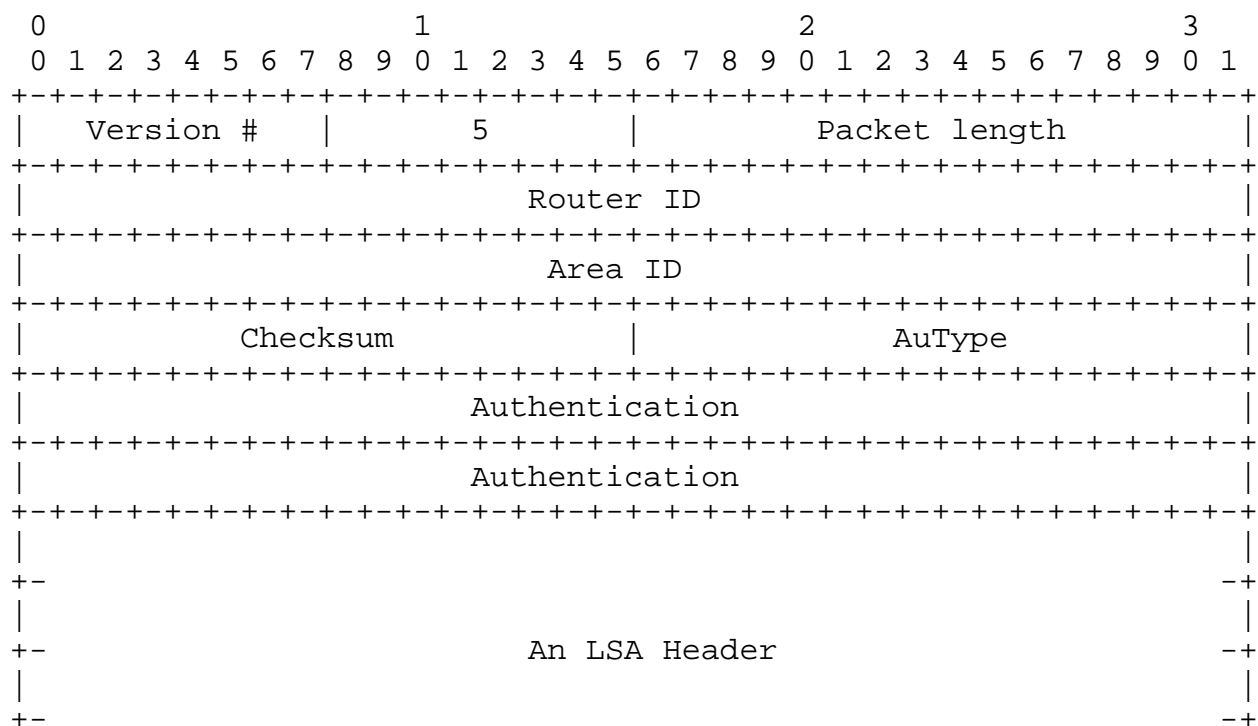 0                   1                   2                   3
0 1 2 3 4 5 6 7 8 9 0 1 2 3 4 5 6 7 8 9 0 1 2 3 4 5 6 7 8 9 0 1
+-+-+-+-+-+-+-+-+-+-+-+-+-+-+-+-+-+-+-+-+-+-+-+-+-+-+-+-+-+-+-+-+
|   Version #   |       5       |         Packet length         |
+-+-+-+-+-+-+-+-+-+-+-+-+-+-+-+-+-+-+-+-+-+-+-+-+-+-+-+-+-+-+-+-+
|                          Router ID                            |
+-+-+-+-+-+-+-+-+-+-+-+-+-+-+-+-+-+-+-+-+-+-+-+-+-+-+-+-+-+-+-+-+
|                           Area ID                             |
+-+-+-+-+-+-+-+-+-+-+-+-+-+-+-+-+-+-+-+-+-+-+-+-+-+-+-+-+-+-+-+-+
|           Checksum            |             AuType            |
+-+-+-+-+-+-+-+-+-+-+-+-+-+-+-+-+-+-+-+-+-+-+-+-+-+-+-+-+-+-+-+-+
|                       Authentication                          |
+-+-+-+-+-+-+-+-+-+-+-+-+-+-+-+-+-+-+-+-+-+-+-+-+-+-+-+-+-+-+-+-+
|                       Authentication                          |
+-+-+-+-+-+-+-+-+-+-+-+-+-+-+-+-+-+-+-+-+-+-+-+-+-+-+-+-+-+-+-+-+
|                                                               |
+-                                                             -+
|                                                               |
+-                         An LSA Header                       -+
|                                                               |
+-                                                             -+